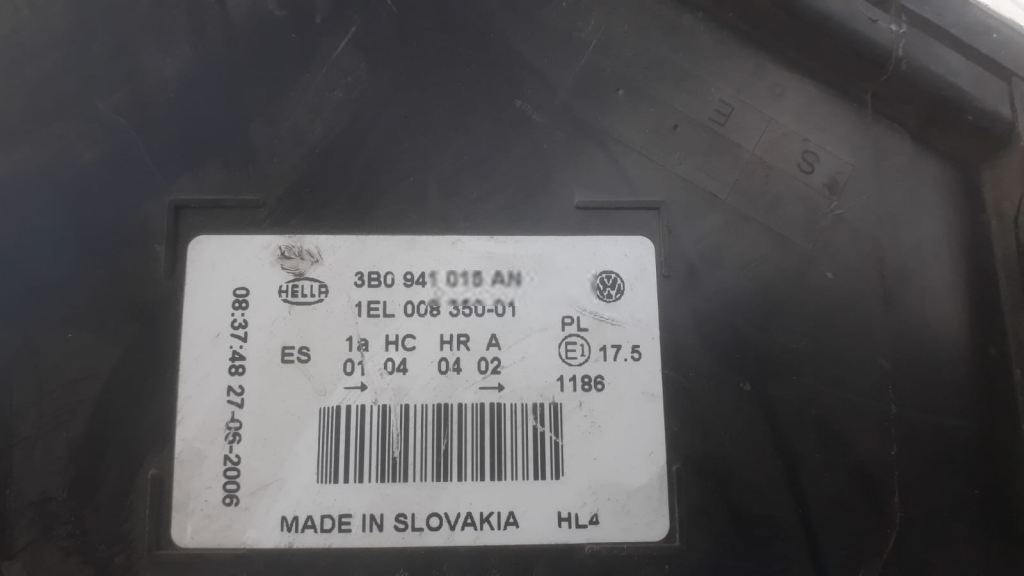 E S
HELLA
3B0 941 015 AN
1EL 008 350-01
08:37:48 27-06-2006
PL
ES
1a HC HR A
01 04 04 02
E1 17.5
→ →
1186
MADE IN SLOVAKIA HL4